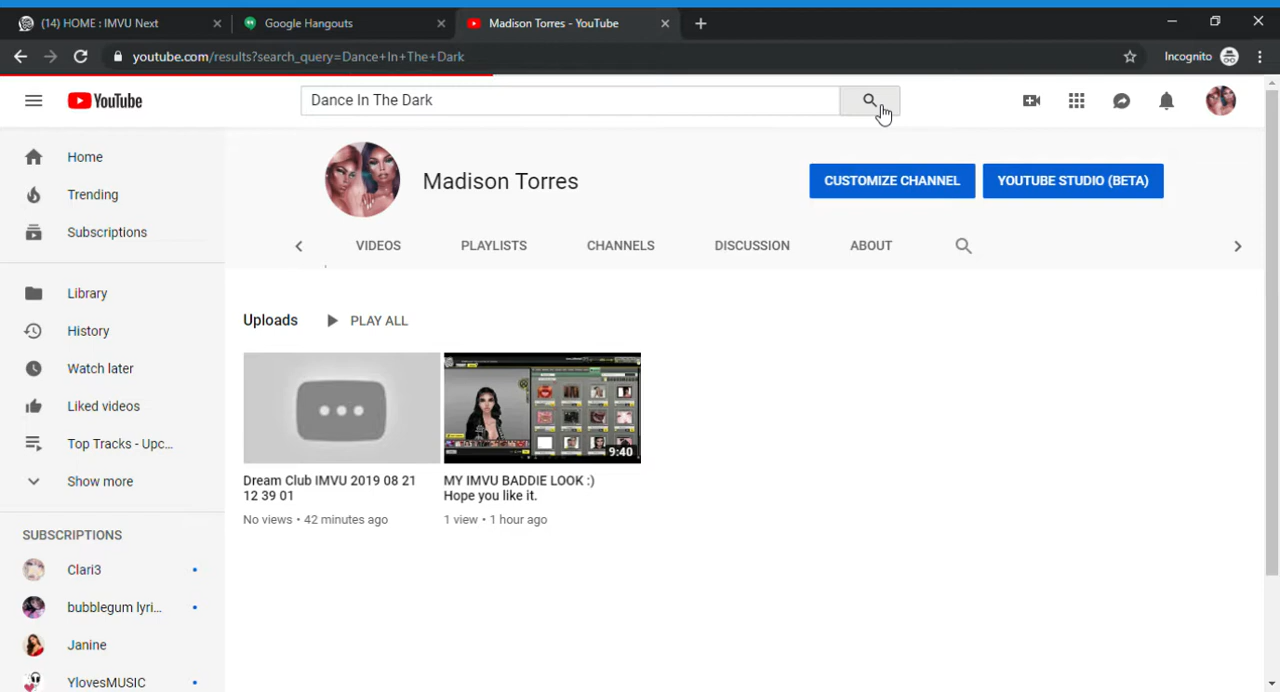 (14) HOME : IMVU Next
Google Hangouts
Madison Torres - YouTube
youtube.com/results?search_query=Dance+In+The+Dark
Incognito
YouTube
Dance In The Dark
Home
Trending
Subscriptions
Library
History
Watch later
Liked videos
Top Tracks - Upc...
Show more
SUBSCRIPTIONS
Clari3
bubblegum lyri...
Janine
YlovesMUSIC
Madison Torres
CUSTOMIZE CHANNEL
YOUTUBE STUDIO (BETA)
VIDEOS
PLAYLISTS
CHANNELS
DISCUSSION
ABOUT
Uploads
PLAY ALL
Dream Club IMVU 2019 08 21
12 39 01
No views • 42 minutes ago
9:40
MY IMVU BADDIE LOOK :)
Hope you like it.
1 view • 1 hour ago